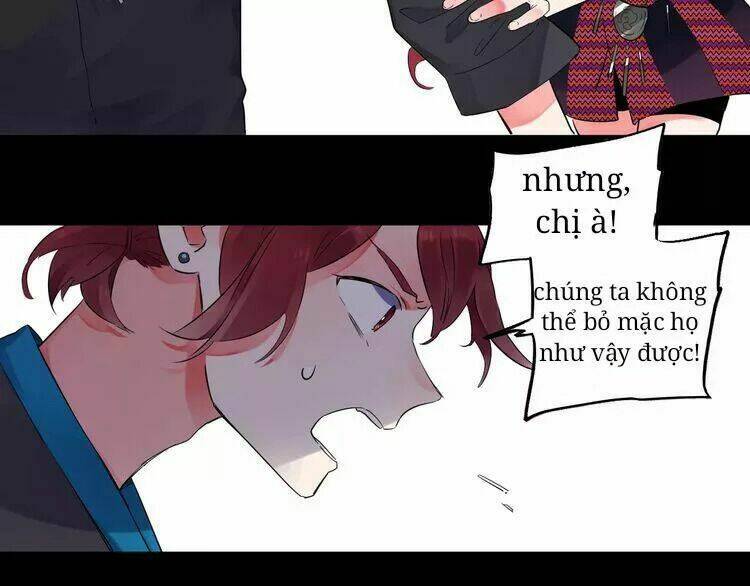 nhưng,
chị à!
chúng ta không
thể bỏ mặc họ
như vậy được!